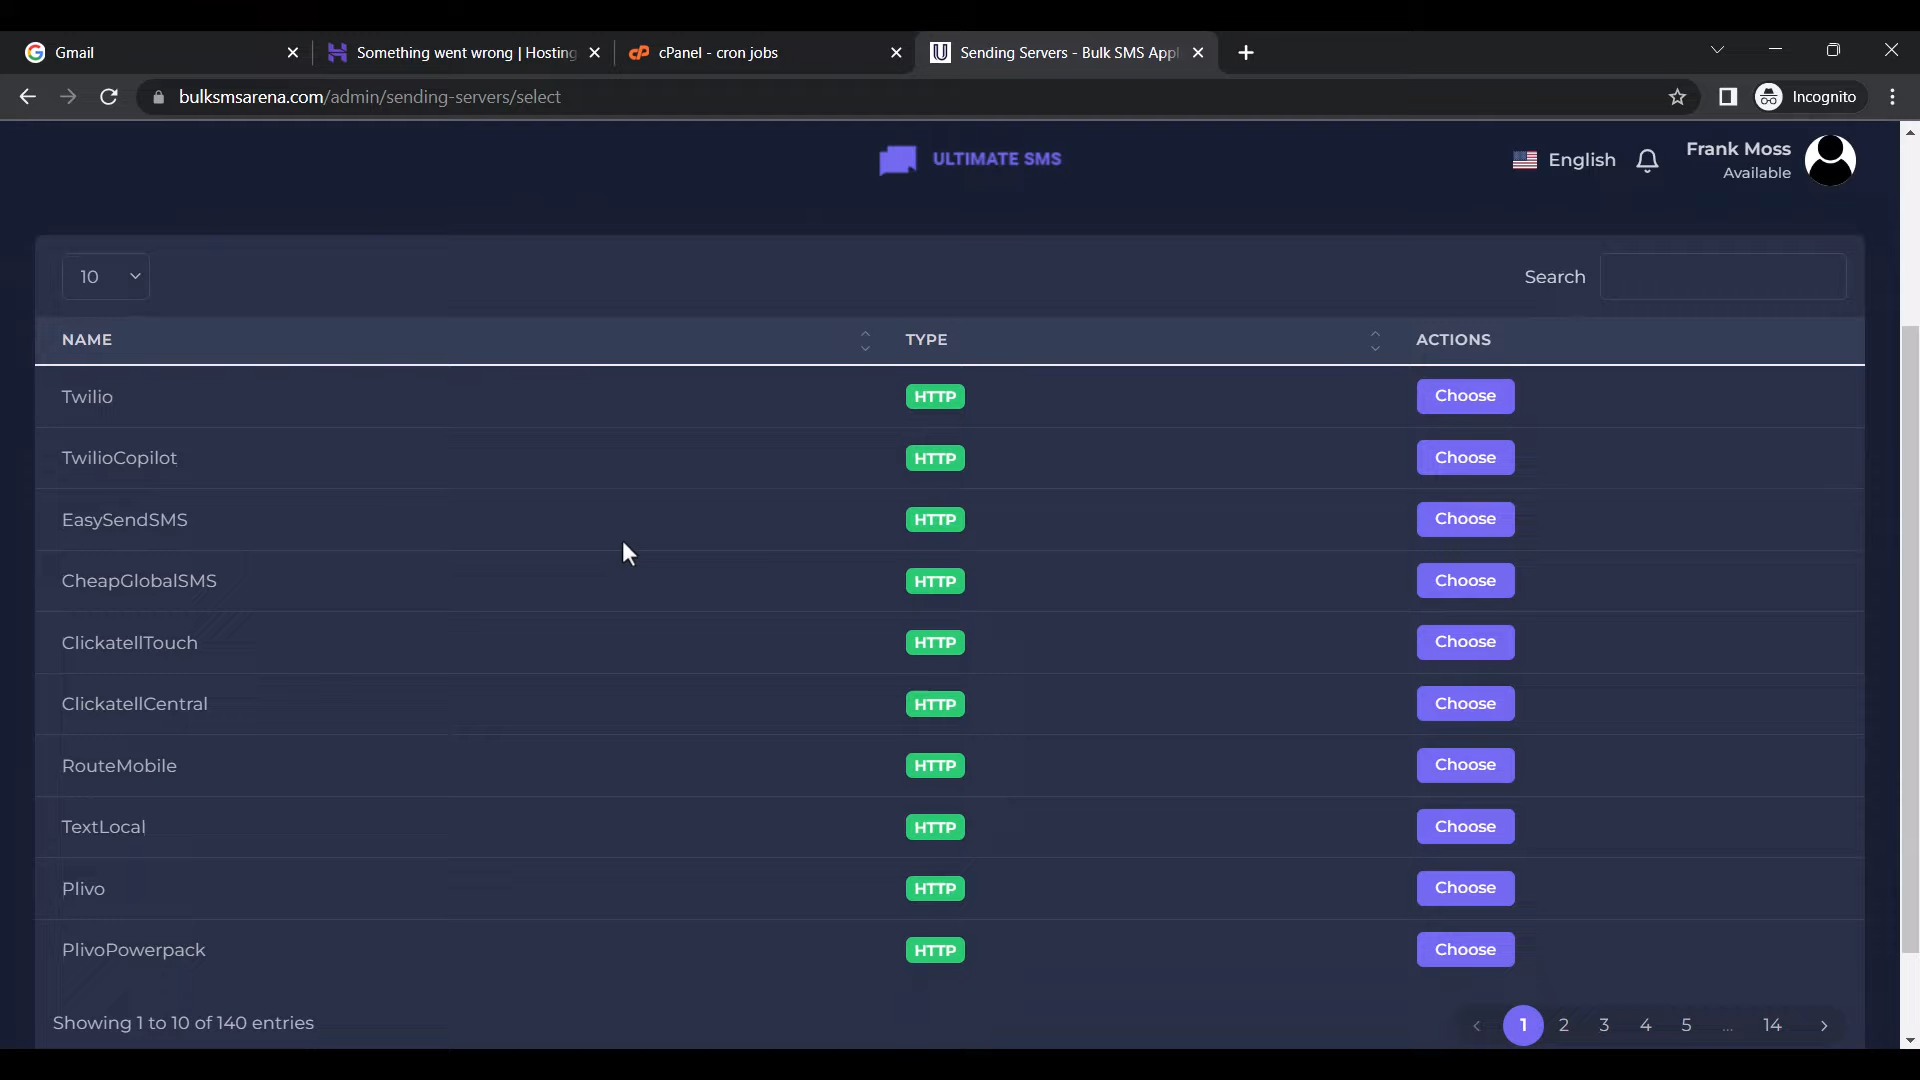 Gmail
Something went wrong | Hosting
cPanel - cron jobs
Sending Servers - Bulk SMS Appl
bulksmsarena.com/admin/sending-servers/select
Incognito
ULTIMATE SMS
English
Frank Moss
Available
10
Search
NAME TYPE ACTIONS
Twilio HTTP Choose
TwilioCopilot HTTP Choose
EasySendSMS HTTP Choose
CheapGlobalSMS HTTP Choose
ClickatellTouch HTTP Choose
ClickatellCentral HTTP Choose
RouteMobile HTTP Choose
TextLocal HTTP Choose
Plivo HTTP Choose
PlivoPowerpack HTTP Choose
Showing 1 to 10 of 140 entries
1 2 3 4 5 ... 14